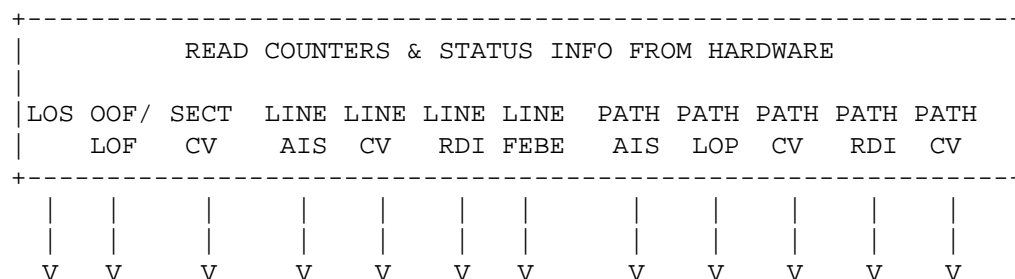 +---------------------------------------------------------------
|          READ COUNTERS & STATUS INFO FROM HARDWARE
|
|LOS OOF/ SECT  LINE LINE LINE LINE  PATH PATH PATH PATH PATH
|    LOF   CV    AIS  CV   RDI FEBE   AIS  LOP  CV   RDI  CV
+---------------------------------------------------------------
  |   |     |     |    |    |   |      |    |    |    |    |
  |   |     |     |    |    |   |      |    |    |    |    |
  V   V     V     V    V    V   V      V    V    V    V    V